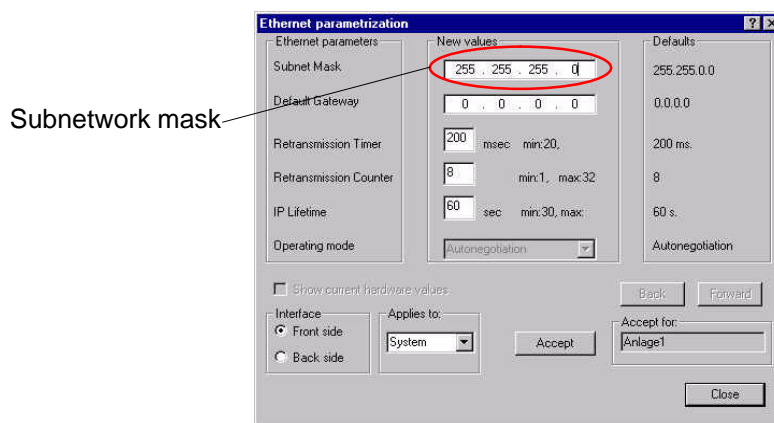 Ethernet parametrization
Ethernet parameters New values Defaults
Subnet Mask 255 . 255 . 255 . 0 255.255.0.0
Default Gateway 0 . 0 . 0 . 0 0.0.0.0
Subnetwork mask
Retransmission Timer 200 msec min:20, 200 ms.
Retransmission Counter 8 min:1, max:32 8
IP Lifetime 60 sec min:30, max: 60 s.
Operating mode Autonegotiation Autonegotiation
Show current hardware values Back Forward
Interface Applies to: Accept for:
Front side System Accept Anlage1
Back side
Close